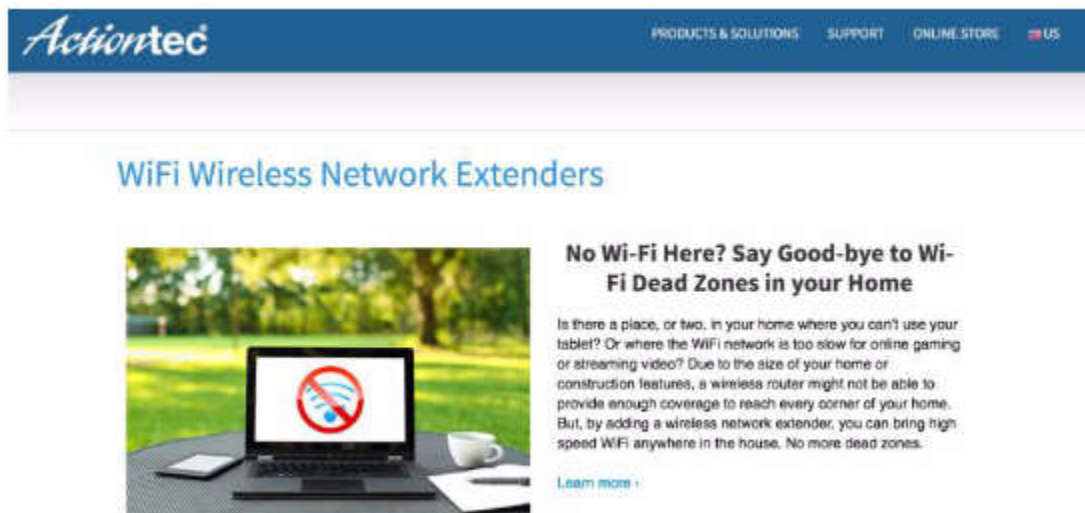 Actiontec
PRODUCTS & SOLUTIONS SUPPORT ONLINE STORE US
WiFi Wireless Network Extenders
No Wi-Fi Here? Say Good-bye to Wi-
Fi Dead Zones in your Home
Is there a place, or two, in your home where you can't use your
tablet? Or where the WiFi network is too slow for online gaming
or streaming video? Due to the size of your home or
construction features, a wireless router might not be able to
provide enough coverage to reach every corner of your home.
But, by adding a wireless network extender, you can bring high
speed WiFi anywhere in the house. No more dead zones.
Learn more ›